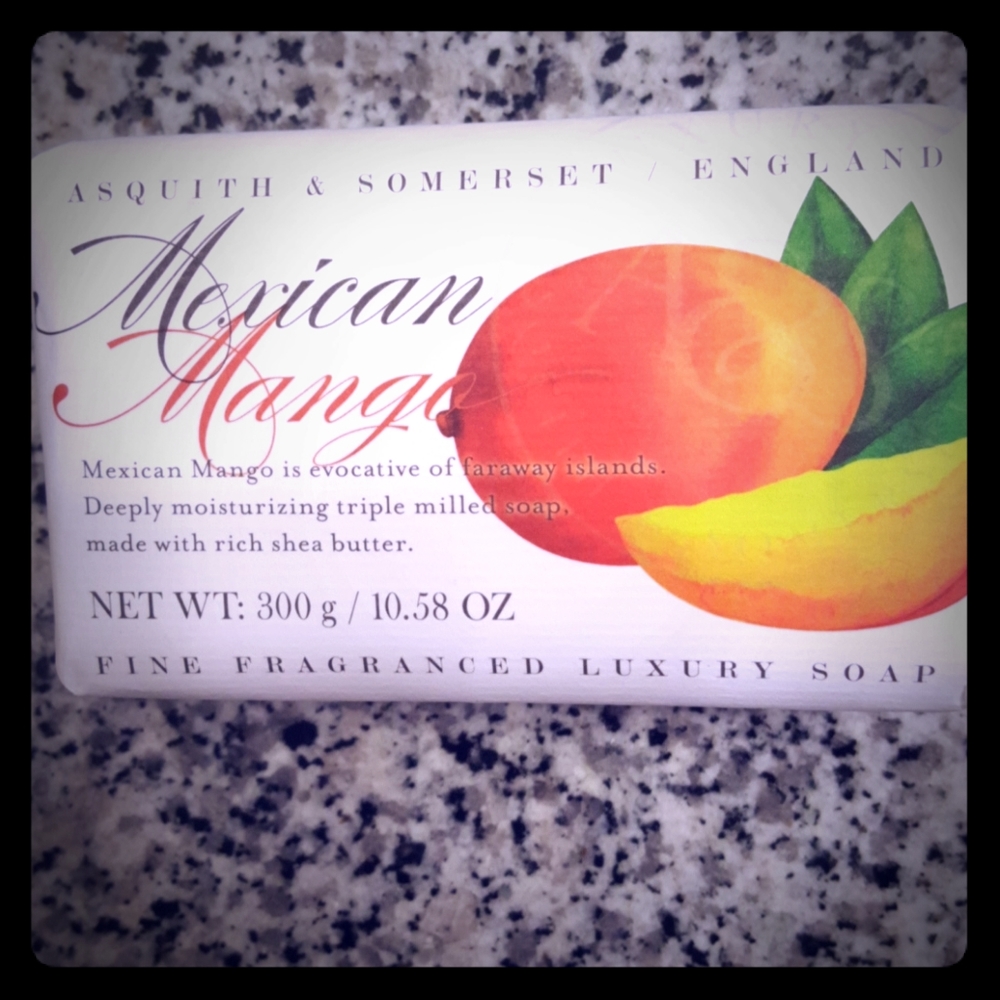 ASQUITH & SOMERSET / ENGLAND
Mexican
Mango
Mexican Mango is evocative of faraway islands.
Deeply moisturizing triple milled soap,
made with rich shea butter.
NET WT: 300 g / 10.58 OZ
FINE FRAGRANCED LUXURY SOAP